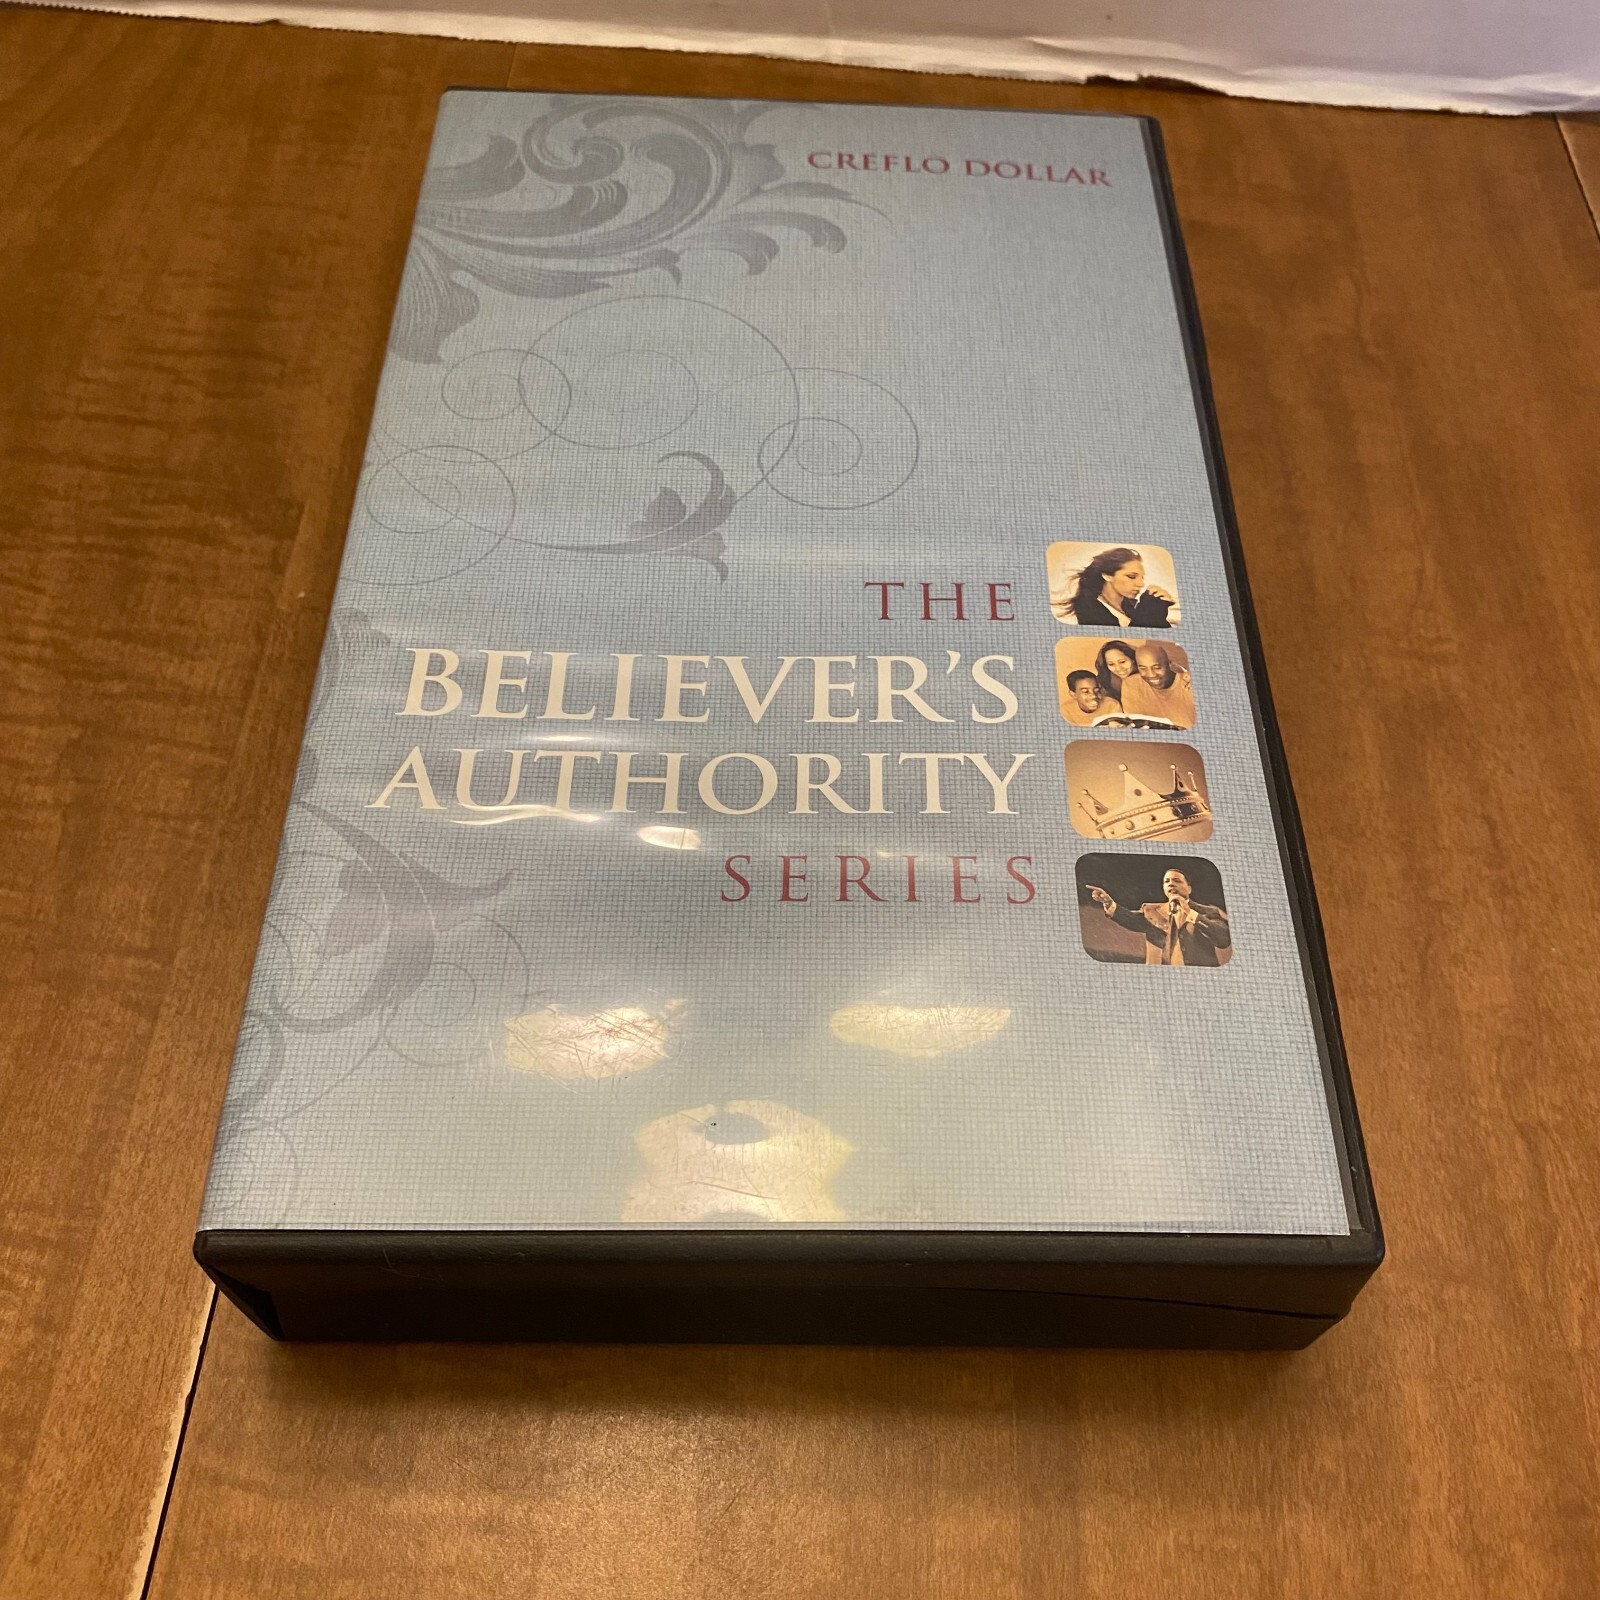 CREFLO DOLLAR
THE
BELIEVER'S
AUTHORITY
SERIES